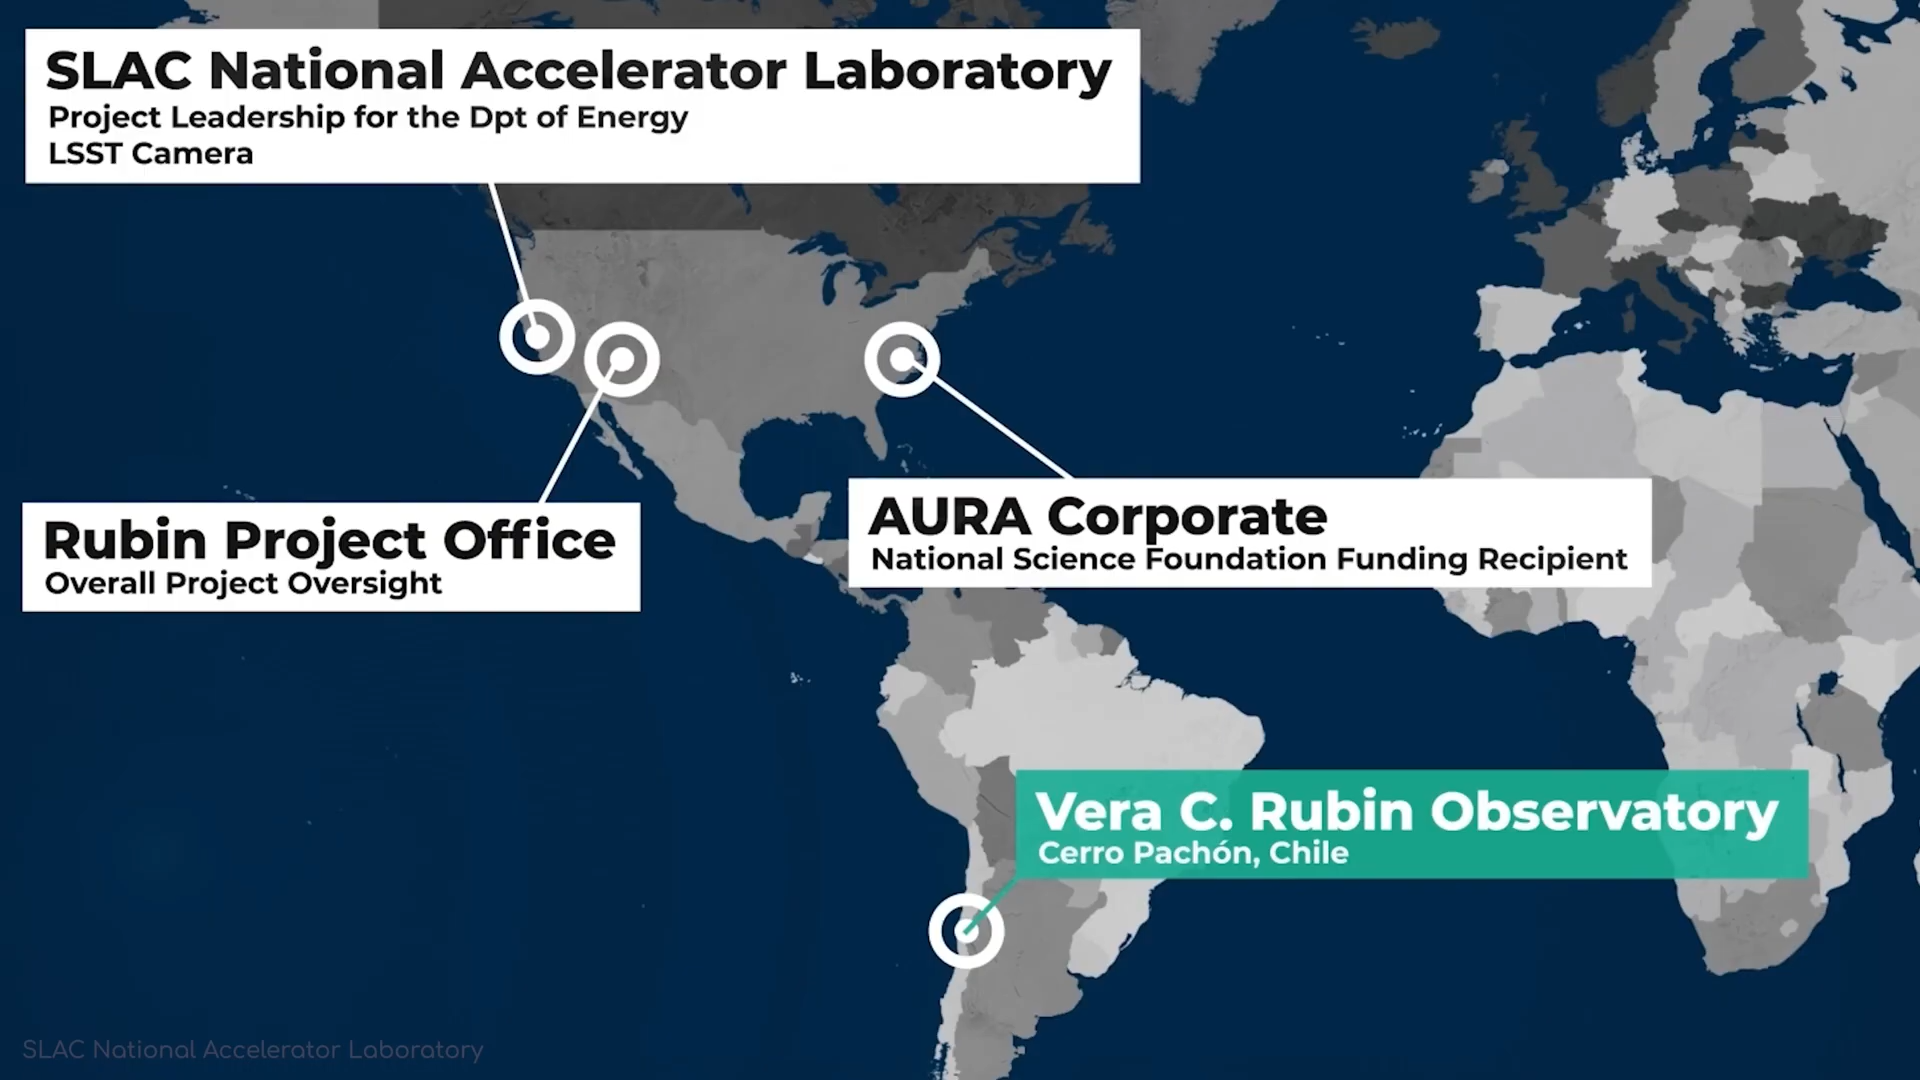 SLAC National Accelerator Laboratory
Project Leadership for the Dpt of Energy
LSST Camera
Rubin Project Office
Overall Project Oversight
AURA Corporate
National Science Foundation Funding Recipient
Vera C. Rubin Observatory
Cerro Pachón, Chile
SLAC National Accelerator Laboratory